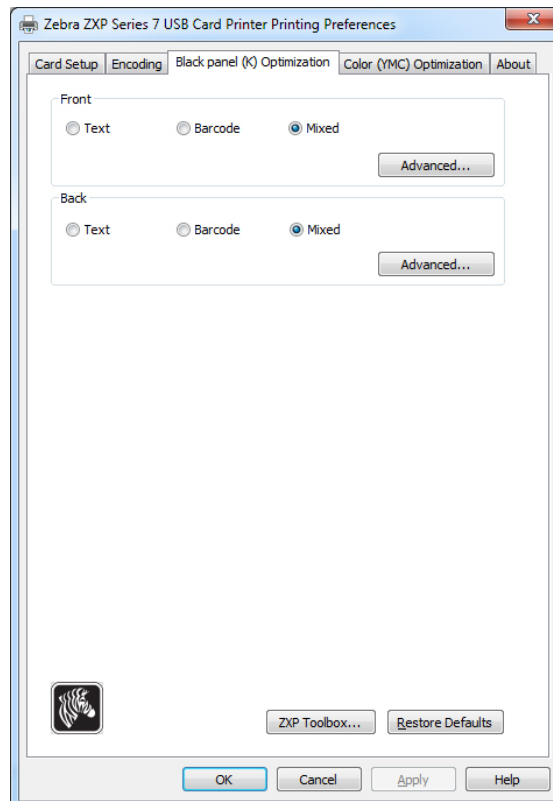 Zebra ZXP Series 7 USB Card Printer Printing Preferences
Card Setup Encoding Black panel (K) Optimization Color (YMC) Optimization About
Front
Text Barcode Mixed
Advanced...
Back
Text Barcode Mixed
Advanced...
ZXP Toolbox... Restore Defaults
OK Cancel Apply Help